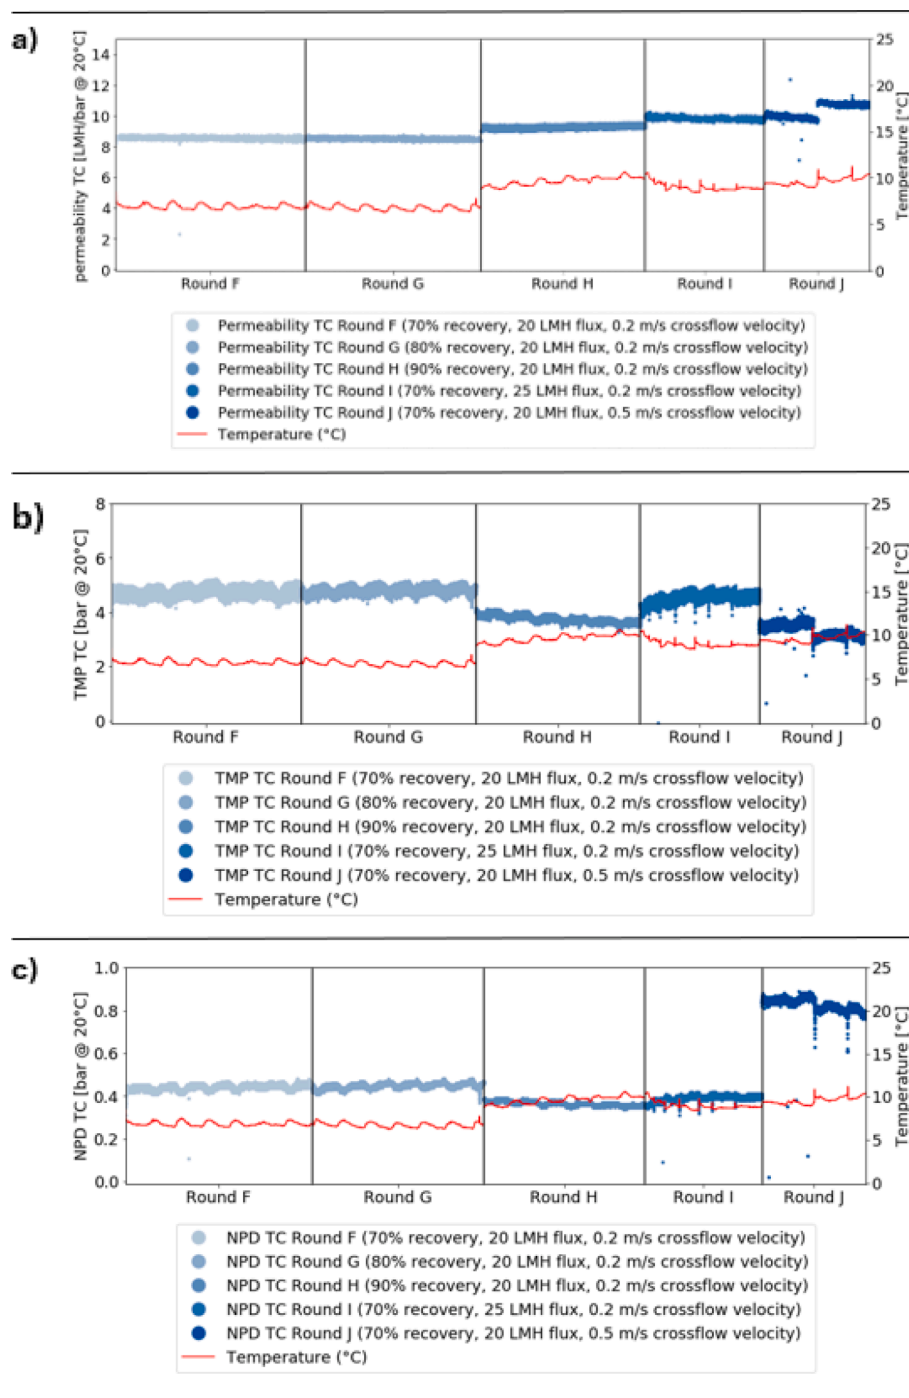 a)
permeability TC [LMH/bar @ 20°C]
14
12
10
8
6
4
2
0
25
20
15
10
5
0
Temperature [°C]
Round F Round G Round H Round I Round J
Permeability TC Round F (70% recovery, 20 LMH flux, 0.2 m/s crossflow velocity)
Permeability TC Round G (80% recovery, 20 LMH flux, 0.2 m/s crossflow velocity)
Permeability TC Round H (90% recovery, 20 LMH flux, 0.2 m/s crossflow velocity)
Permeability TC Round I (70% recovery, 25 LMH flux, 0.2 m/s crossflow velocity)
Permeability TC Round J (70% recovery, 20 LMH flux, 0.5 m/s crossflow velocity)
Temperature (°C)
b)
TMP TC [bar @ 20°C]
8
6
4
2
0
25
20
15
10
5
0
Temperature [°C]
Round F Round G Round H Round I Round J
TMP TC Round F (70% recovery, 20 LMH flux, 0.2 m/s crossflow velocity)
TMP TC Round G (80% recovery, 20 LMH flux, 0.2 m/s crossflow velocity)
TMP TC Round H (90% recovery, 20 LMH flux, 0.2 m/s crossflow velocity)
TMP TC Round I (70% recovery, 25 LMH flux, 0.2 m/s crossflow velocity)
TMP TC Round J (70% recovery, 20 LMH flux, 0.5 m/s crossflow velocity)
Temperature (°C)
c)
NPD TC [bar @ 20°C]
1.0
0.8
0.6
0.4
0.2
0.0
25
20
15
10
5
0
Temperature [°C]
Round F Round G Round H Round I Round J
NPD TC Round F (70% recovery, 20 LMH flux, 0.2 m/s crossflow velocity)
NPD TC Round G (80% recovery, 20 LMH flux, 0.2 m/s crossflow velocity)
NPD TC Round H (90% recovery, 20 LMH flux, 0.2 m/s crossflow velocity)
NPD TC Round I (70% recovery, 25 LMH flux, 0.2 m/s crossflow velocity)
NPD TC Round J (70% recovery, 20 LMH flux, 0.5 m/s crossflow velocity)
Temperature (°C)